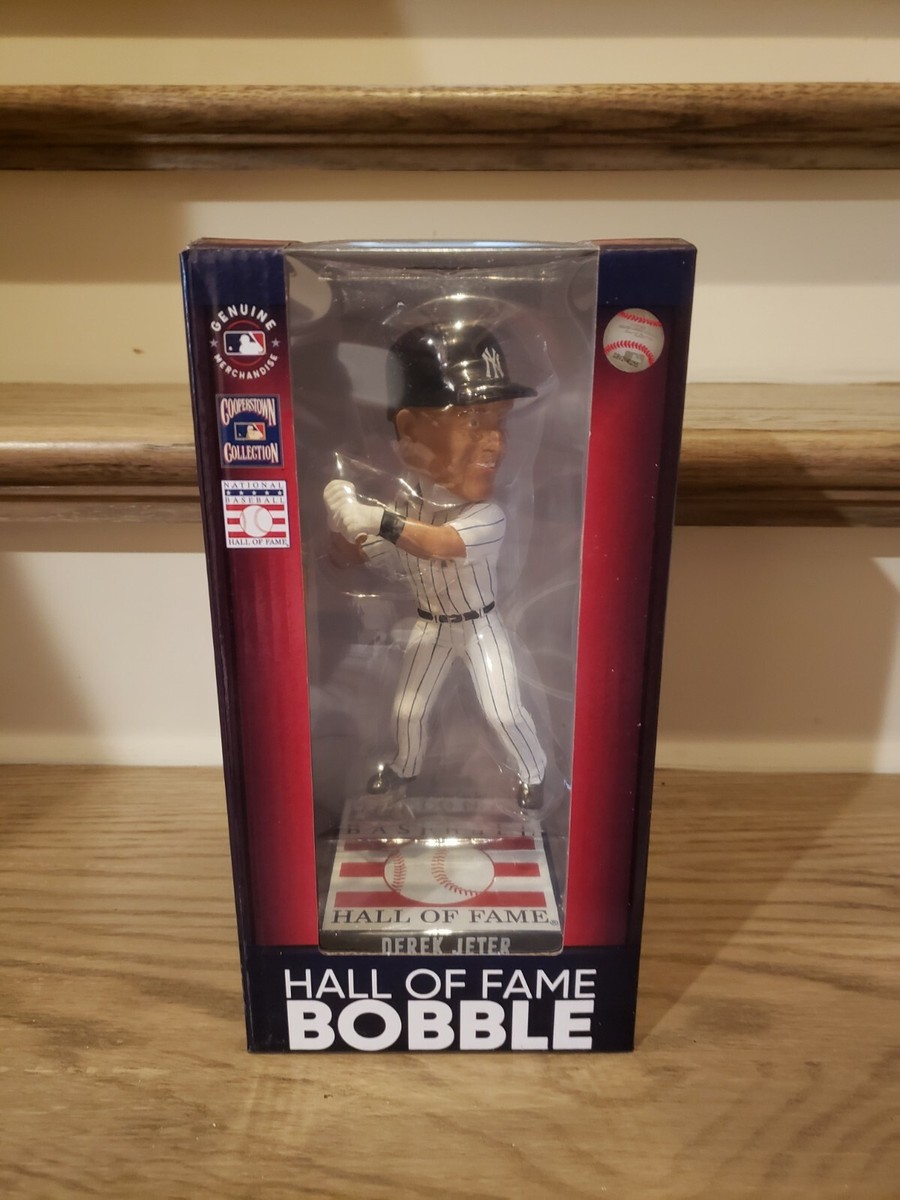 GENUINE
MERCHANDISE
COOPERSTOWN
COLLECTION
NATIONAL
BASEBALL
HALL OF FAME
NY
BASEBALL
HALL OF FAME®
DEREK JETER
HALL OF FAME
BOBBLE